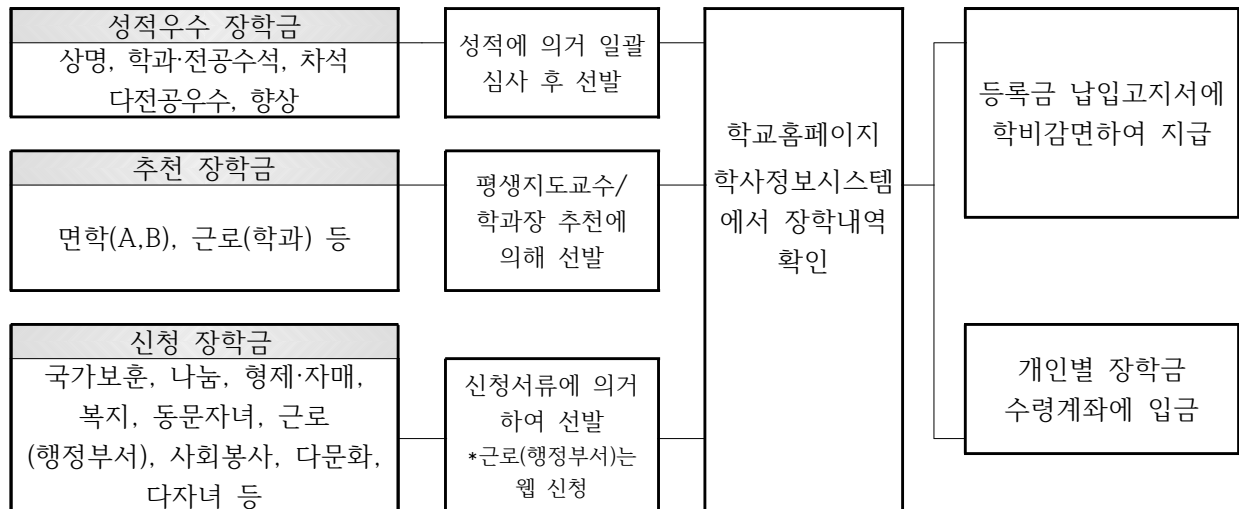 성적우수 장학금
상명, 학과·전공수석, 차석
다전공우수, 향상
성적에 의거 일괄
심사 후 선발
추천 장학금
면학(A,B), 근로(학과) 등
평생지도교수/
학과장 추천에
의해 선발
신청 장학금
국가보훈, 나눔, 형제·자매,
복지, 동문자녀, 근로
(행정부서), 사회봉사, 다문화,
다자녀 등
신청서류에 의거
하여 선발
*근로(행정부서)는
웹 신청
학교홈페이지
학사정보시스템
에서 장학내역
확인
등록금 납입고지서에
학비감면하여 지급
개인별 장학금
수령계좌에 입금